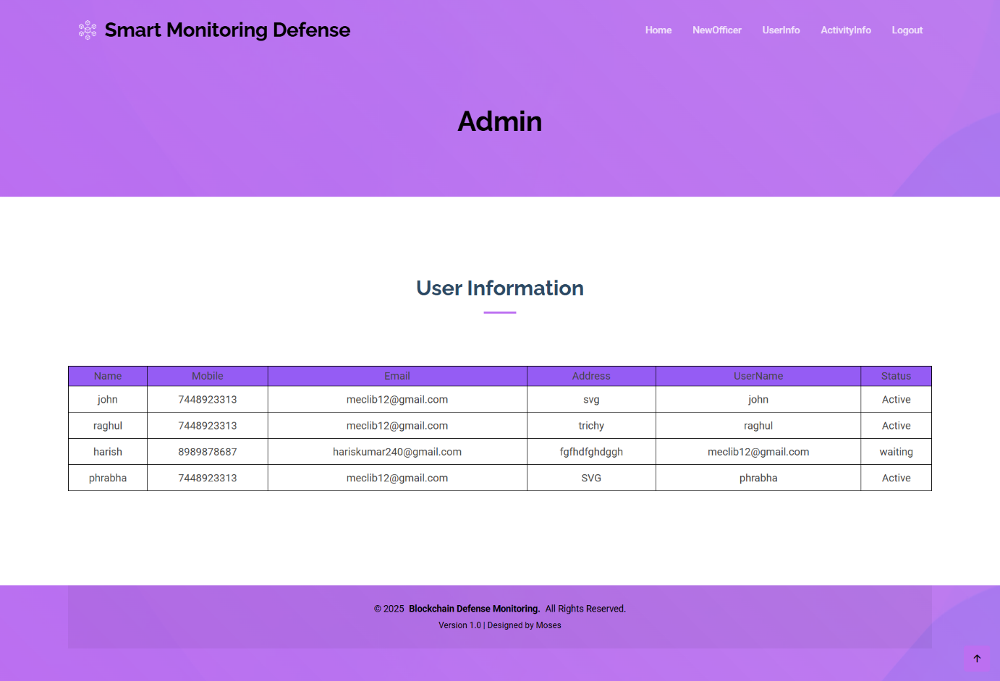 Smart Monitoring Defense
Home NewOfficer UserInfo ActivityInfo Logout
Admin
User Information
Name Mobile Email Address UserName Status
john 7448923313 meclib12@gmail.com svg john Active
raghul 7448923313 meclib12@gmail.com trichy raghul Active
harish 8989878687 hariskumar240@gmail.com fgfhdfghdggh meclib12@gmail.com waiting
phrabha 7448923313 meclib12@gmail.com SVG phrabha Active
© 2025 Blockchain Defense Monitoring. All Rights Reserved.
Version 1.0 | Designed by Moses